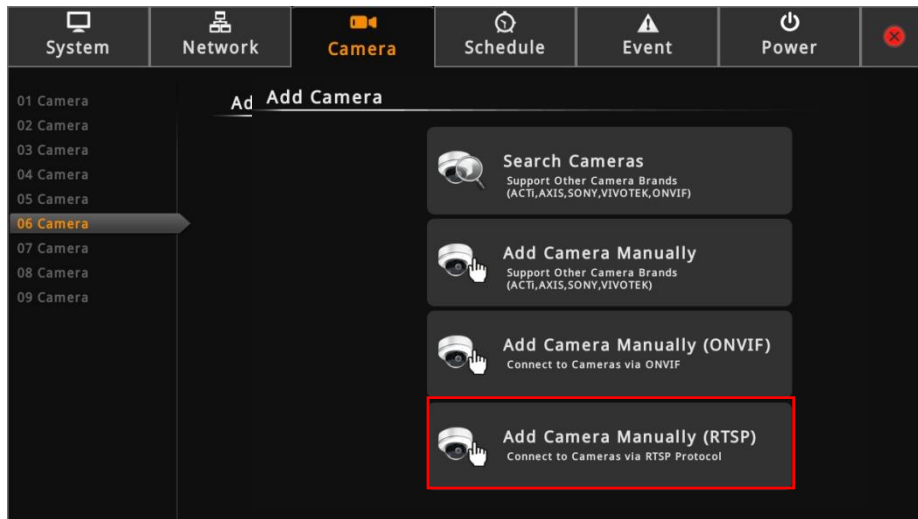 System Network Camera Schedule Event Power
01 Camera
02 Camera
03 Camera
04 Camera
05 Camera
06 Camera
07 Camera
08 Camera
09 Camera
Ad Add Camera
Search Cameras
Support Other Camera Brands
(ACTi,AXIS,SONY,VIVOTEK,ONVIF)
Add Camera Manually
Support Other Camera Brands
(ACTi,AXIS,SONY,VIVOTEK)
Add Camera Manually (ONVIF)
Connect to Cameras via ONVIF
Add Camera Manually (RTSP)
Connect to Cameras via RTSP Protocol